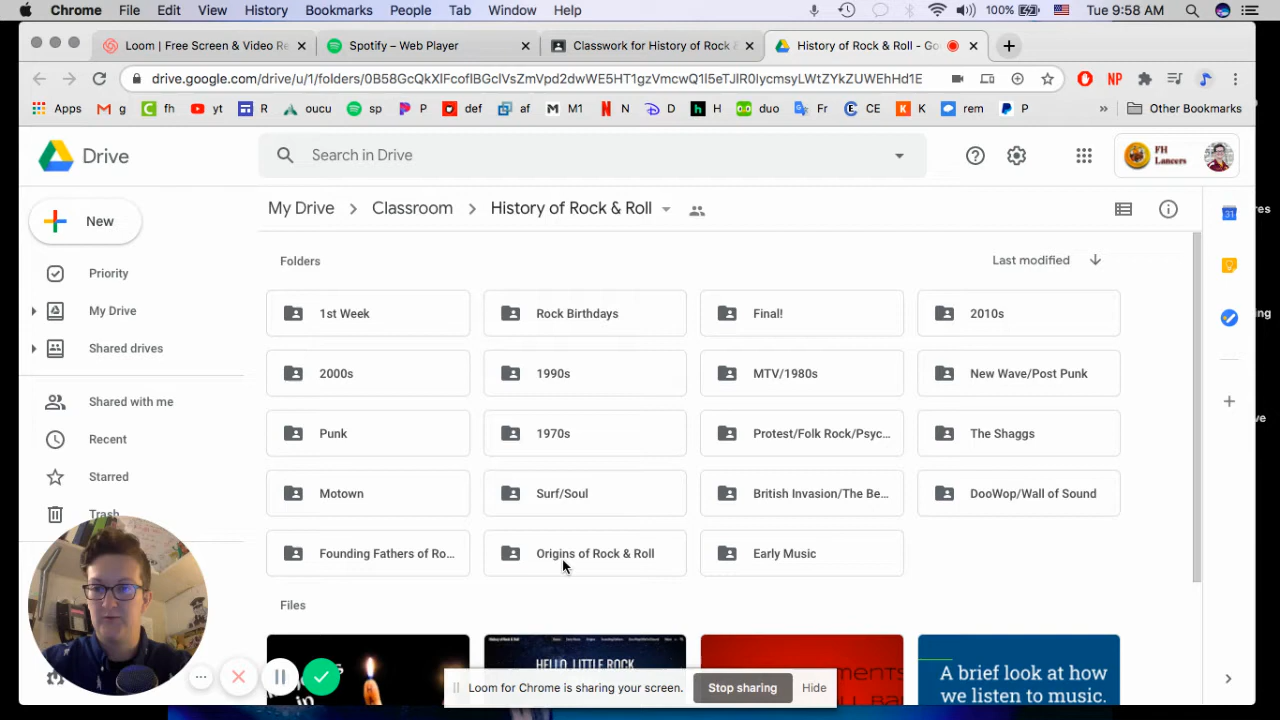 Chrome File Edit View History Bookmarks People Tab Window Help 100% Tue 9:58 AM
Loom | Free Screen & Video Re Spotify – Web Player Classwork for History of Rock & History of Rock & Roll - Go
drive.google.com/drive/u/1/folders/
Apps g fh yt R oucu sp P def af M1 N D H duo Fr CE K rem P » Other Bookmarks
Drive
Search in Drive
FH
Lancers
New
My Drive > Classroom > History of Rock & Roll
31
res
Folders
Last modified
Priority
My Drive
Shared drives
Shared with me
Recent
Starred
Trash
1st Week Rock Birthdays Final! 2010s
ing
2000s 1990s MTV/1980s New Wave/Post Punk
Punk 1970s Protest/Folk Rock/Psyc... The Shaggs
ve
Motown Surf/Soul British Invasion/The Be... DooWop/Wall of Sound
Founding Fathers of Ro... Origins of Rock & Roll Early Music
Files
HELLO, LITTLE ROCK
A brief look at how
we listen to music.
Loom for Chrome is sharing your screen. Stop sharing Hide